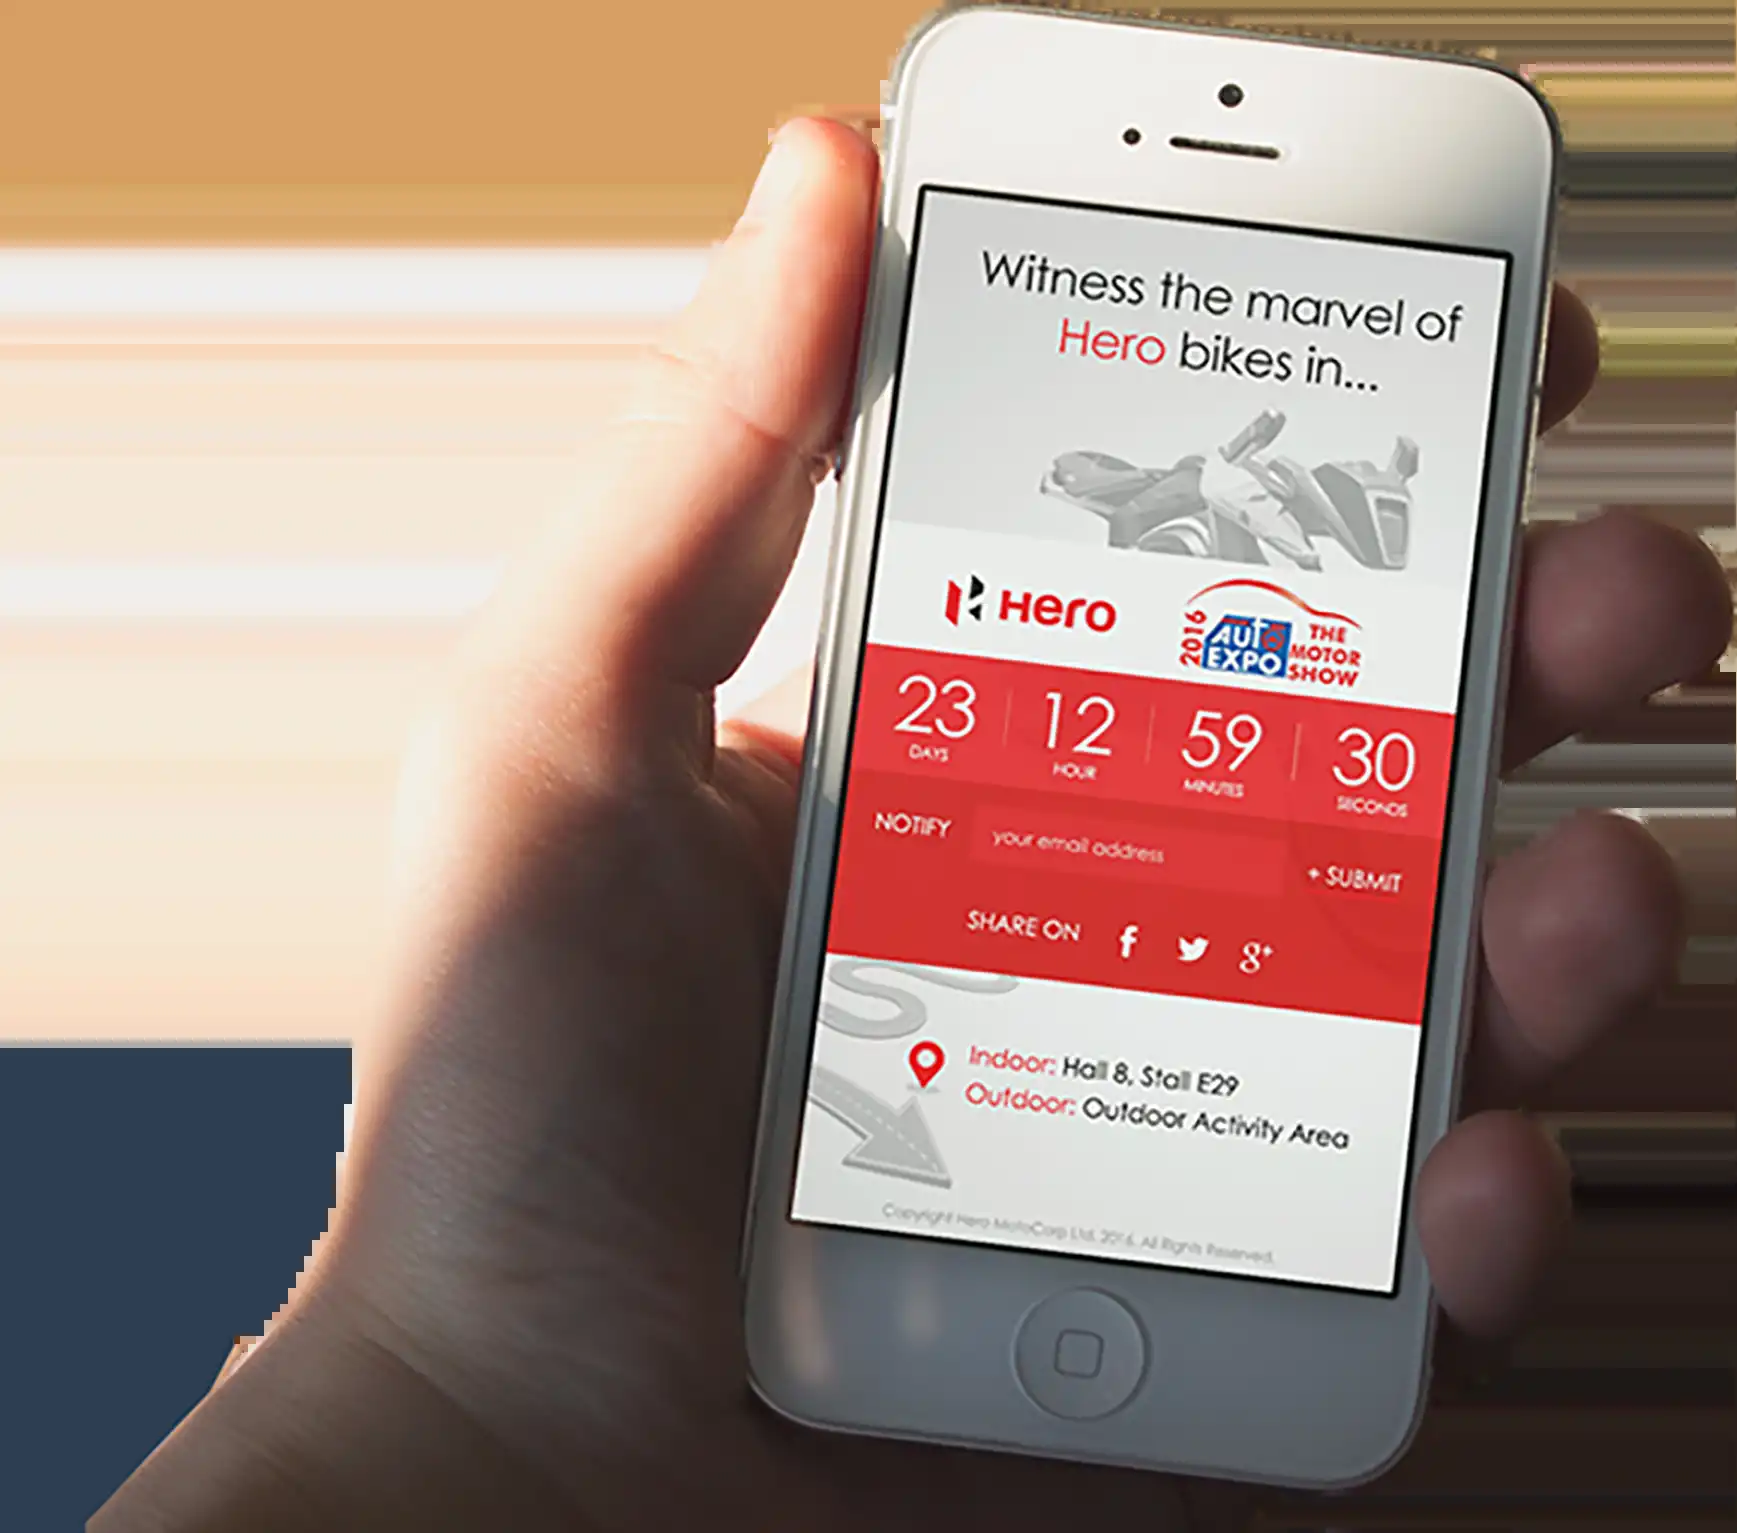 Witness the marvel of
Hero bikes in...
Hero
2016 AUTO EXPO THE MOTOR SHOW
23 12 59 30
DAYS HOUR MINUTES SECONDS
NOTIFY your email address + SUBMIT
SHARE ON f g+
Indoor: Hall 8, Stall E29
Outdoor: Outdoor Activity Area
Copyright Hero MotoCorp Ltd. 2016. All Rights Reserved.